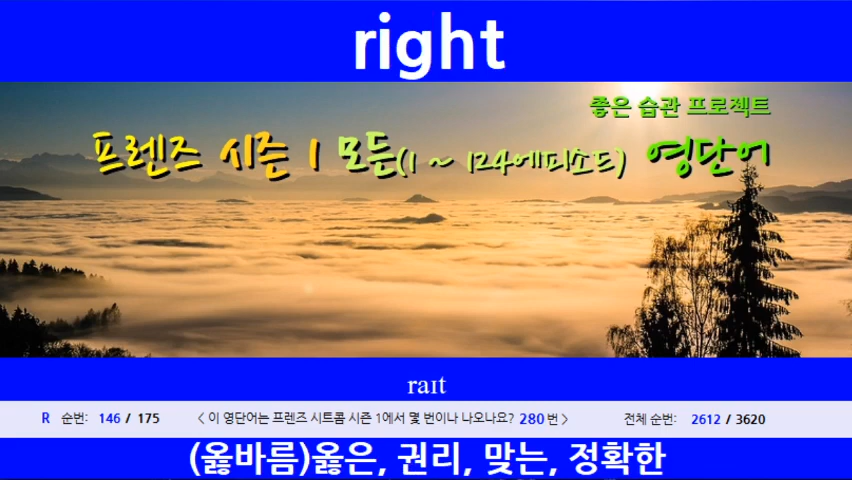 right
좋은 습관 프로젝트
프렌즈 시즌 1 모든(1 ~ 124에피소드) 영단어
raɪt
R 순번: 146 / 175 < 이 영단어는 프렌즈 시트콤 시즌 1에서 몇 번이나 나오나요? 280 번 > 전체 순번: 2612 / 3620
(옳바름)옳은, 권리, 맞는, 정확한